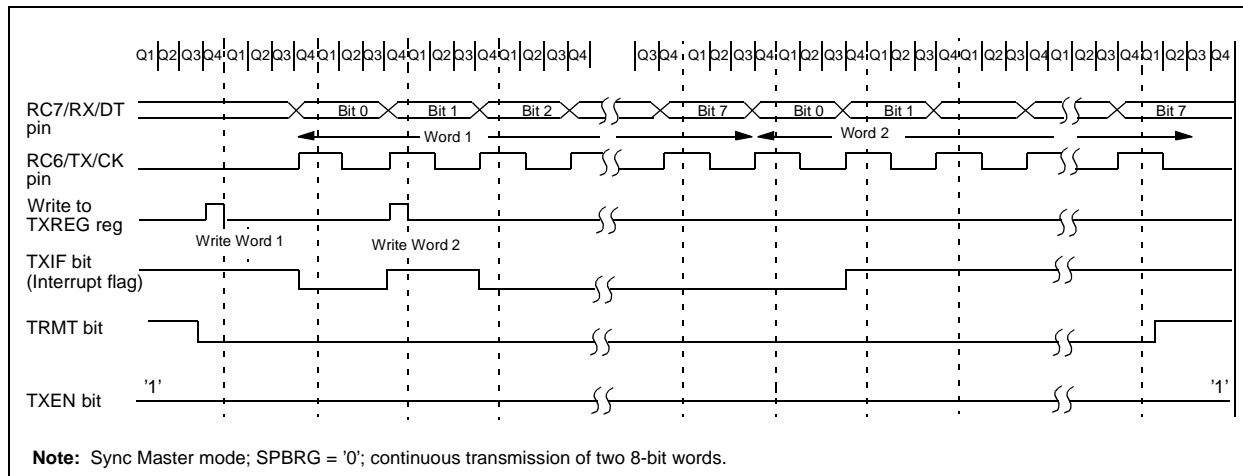 Q1 Q2 Q3 Q4 Q1 Q2 Q3 Q4 Q1 Q2 Q3 Q4 Q1 Q2 Q3 Q4 Q1 Q2 Q3 Q4 Q3 Q4 Q1 Q2 Q3 Q4 Q1 Q2 Q3 Q4 Q1 Q2 Q3 Q4 Q1 Q2 Q3 Q4 Q1 Q2 Q3 Q4 Q1 Q2 Q3 Q4
RC7/RX/DT
pin
Bit 0 Bit 1 Bit 2 Bit 7 Bit 0 Bit 1 Bit 7
Word 1 Word 2
RC6/TX/CK
pin
Write to
TXREG reg
Write Word 1 Write Word 2
TXIF bit
(Interrupt flag)
TRMT bit
'1' '1'
TXEN bit
Note: Sync Master mode; SPBRG = '0'; continuous transmission of two 8-bit words.